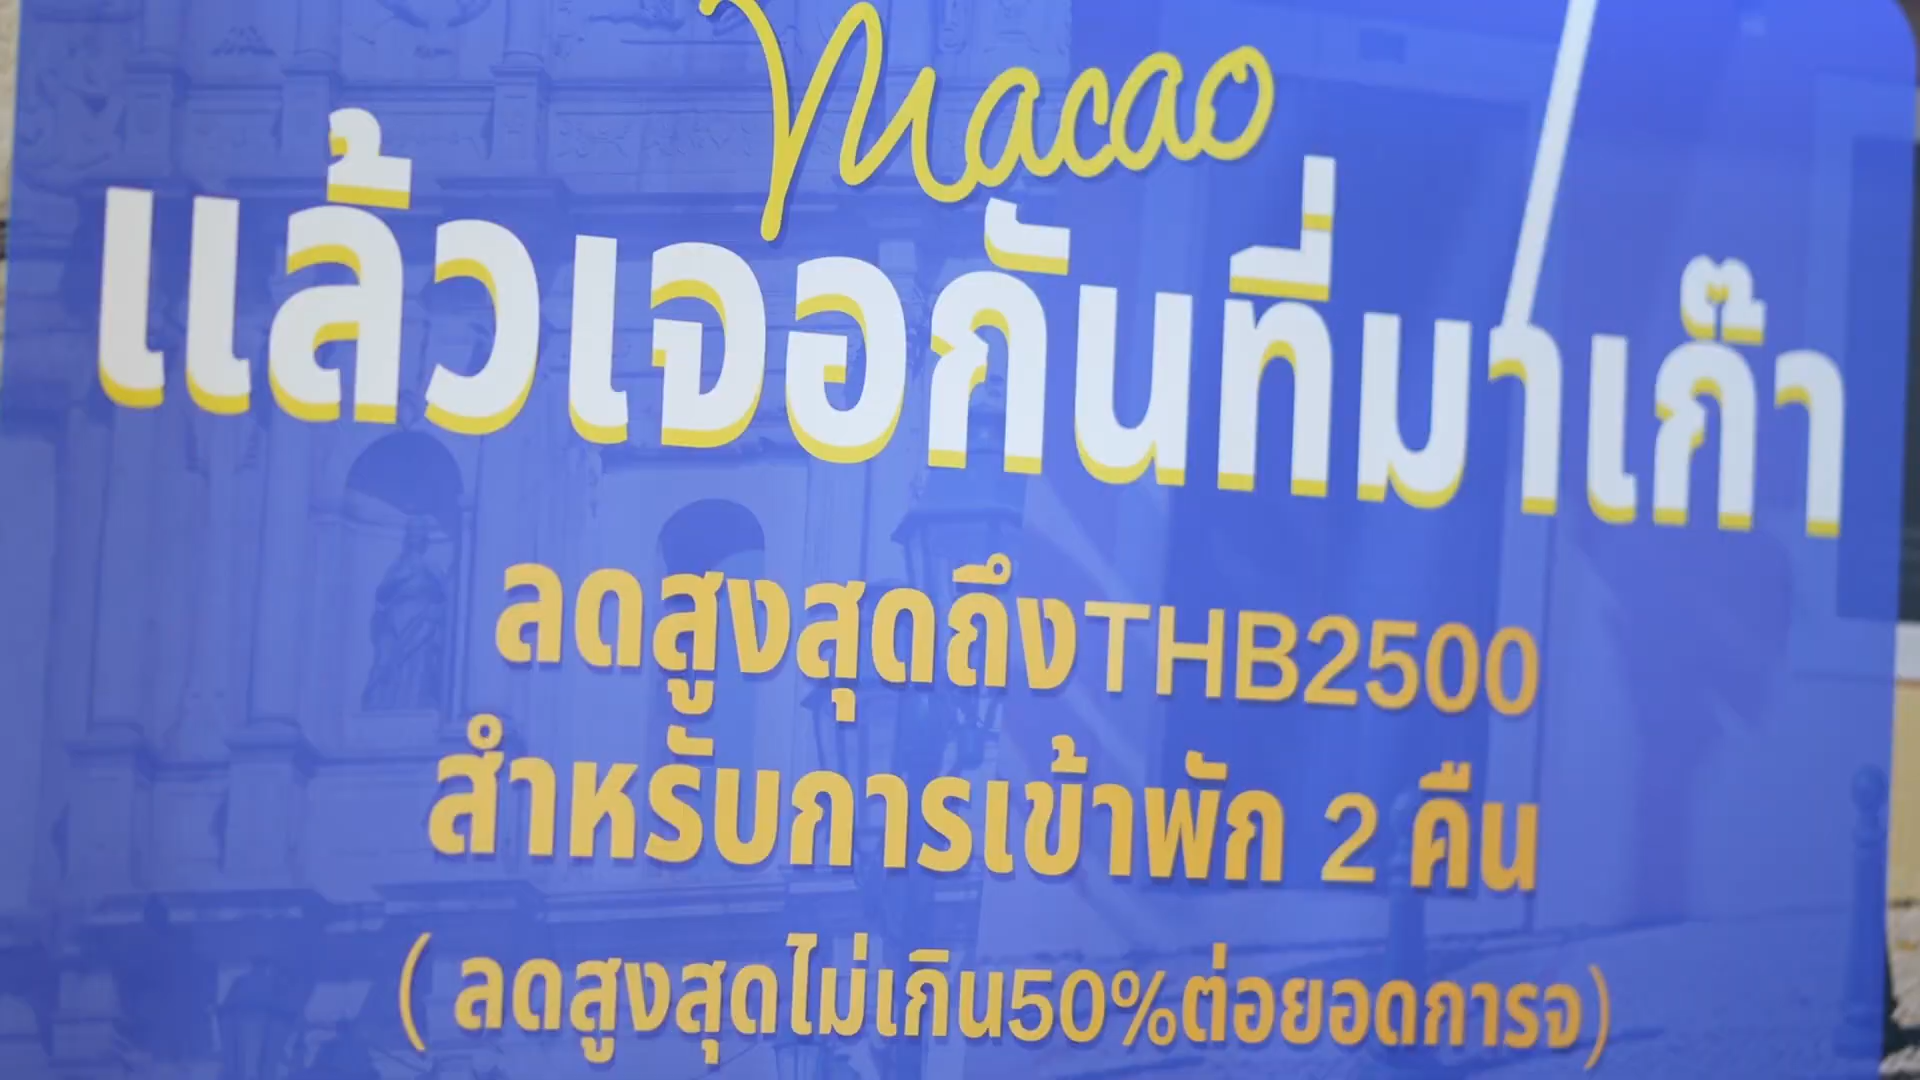 Macao
แล้วเจอกันที่มาเก๊า
ลดสูงสุดถึงTHB2500
สำหรับการเข้าพัก 2 คืน
( ลดสูงสุดไม่เกิน50%ต่อยอดการจ)